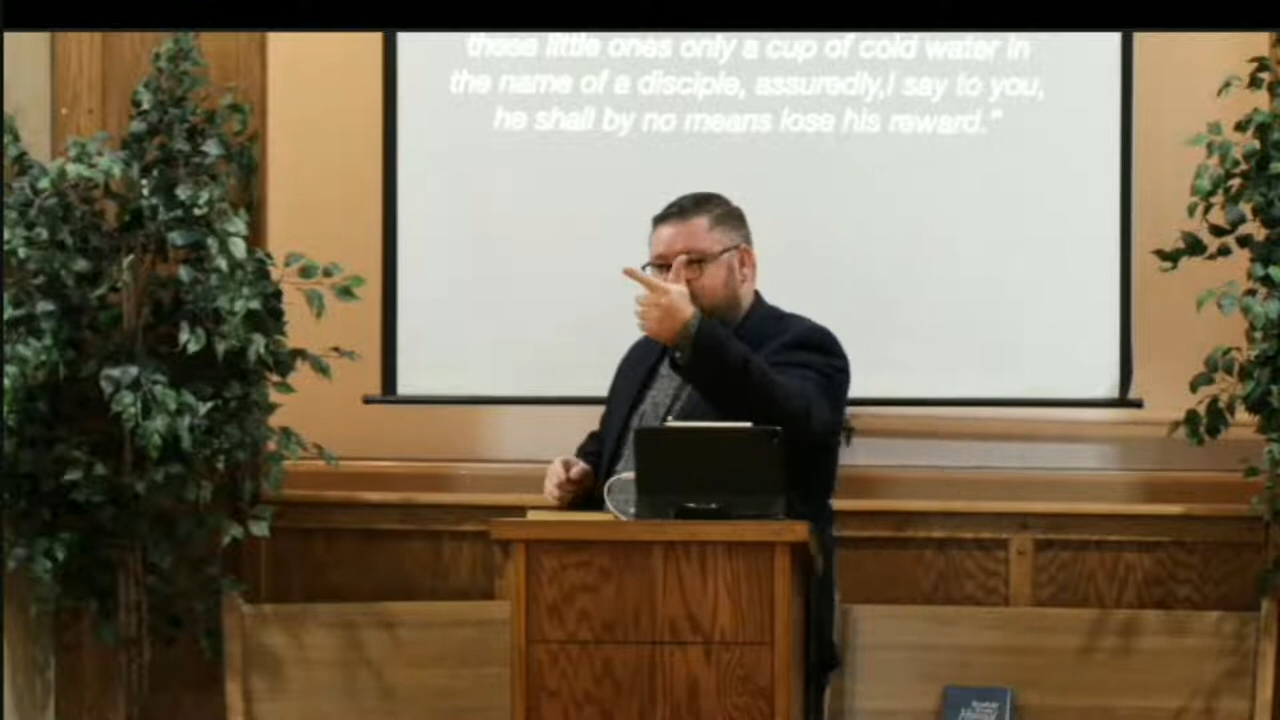 these little ones only a cup of cold water in
the name of a disciple, assuredly,I say to you,
he shall by no means lose his reward."